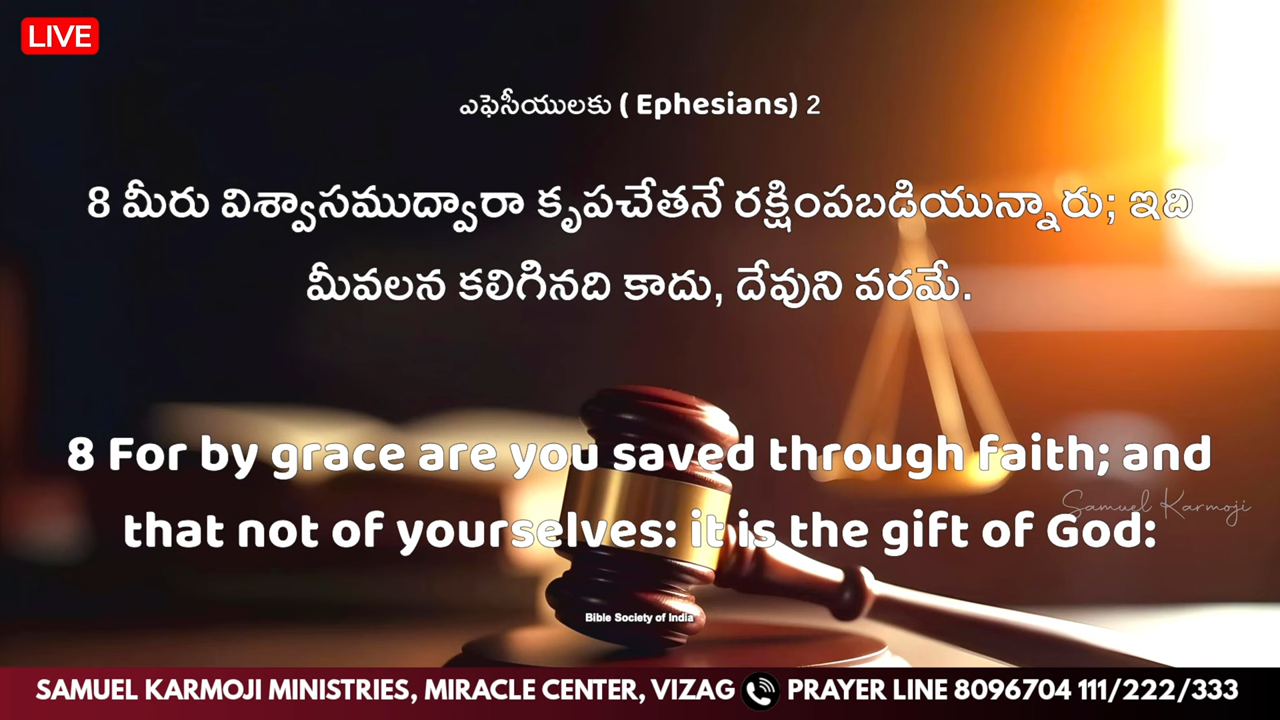 LIVE
ఎఫెసీయులకు ( Ephesians) 2
8 మీరు విశ్వాసముద్వారా కృపచేతనే రక్షింపబడియున్నారు; ఇది
మీవలన కలిగినది కాదు, దేవుని వరమే.
8 For by grace are you saved through faith; and
that not of yourselves: it is the gift of God:
Samuel Karmoji
Bible Society of India
SAMUEL KARMOJI MINISTRIES, MIRACLE CENTER, VIZAG PRAYER LINE 8096704 111/222/333